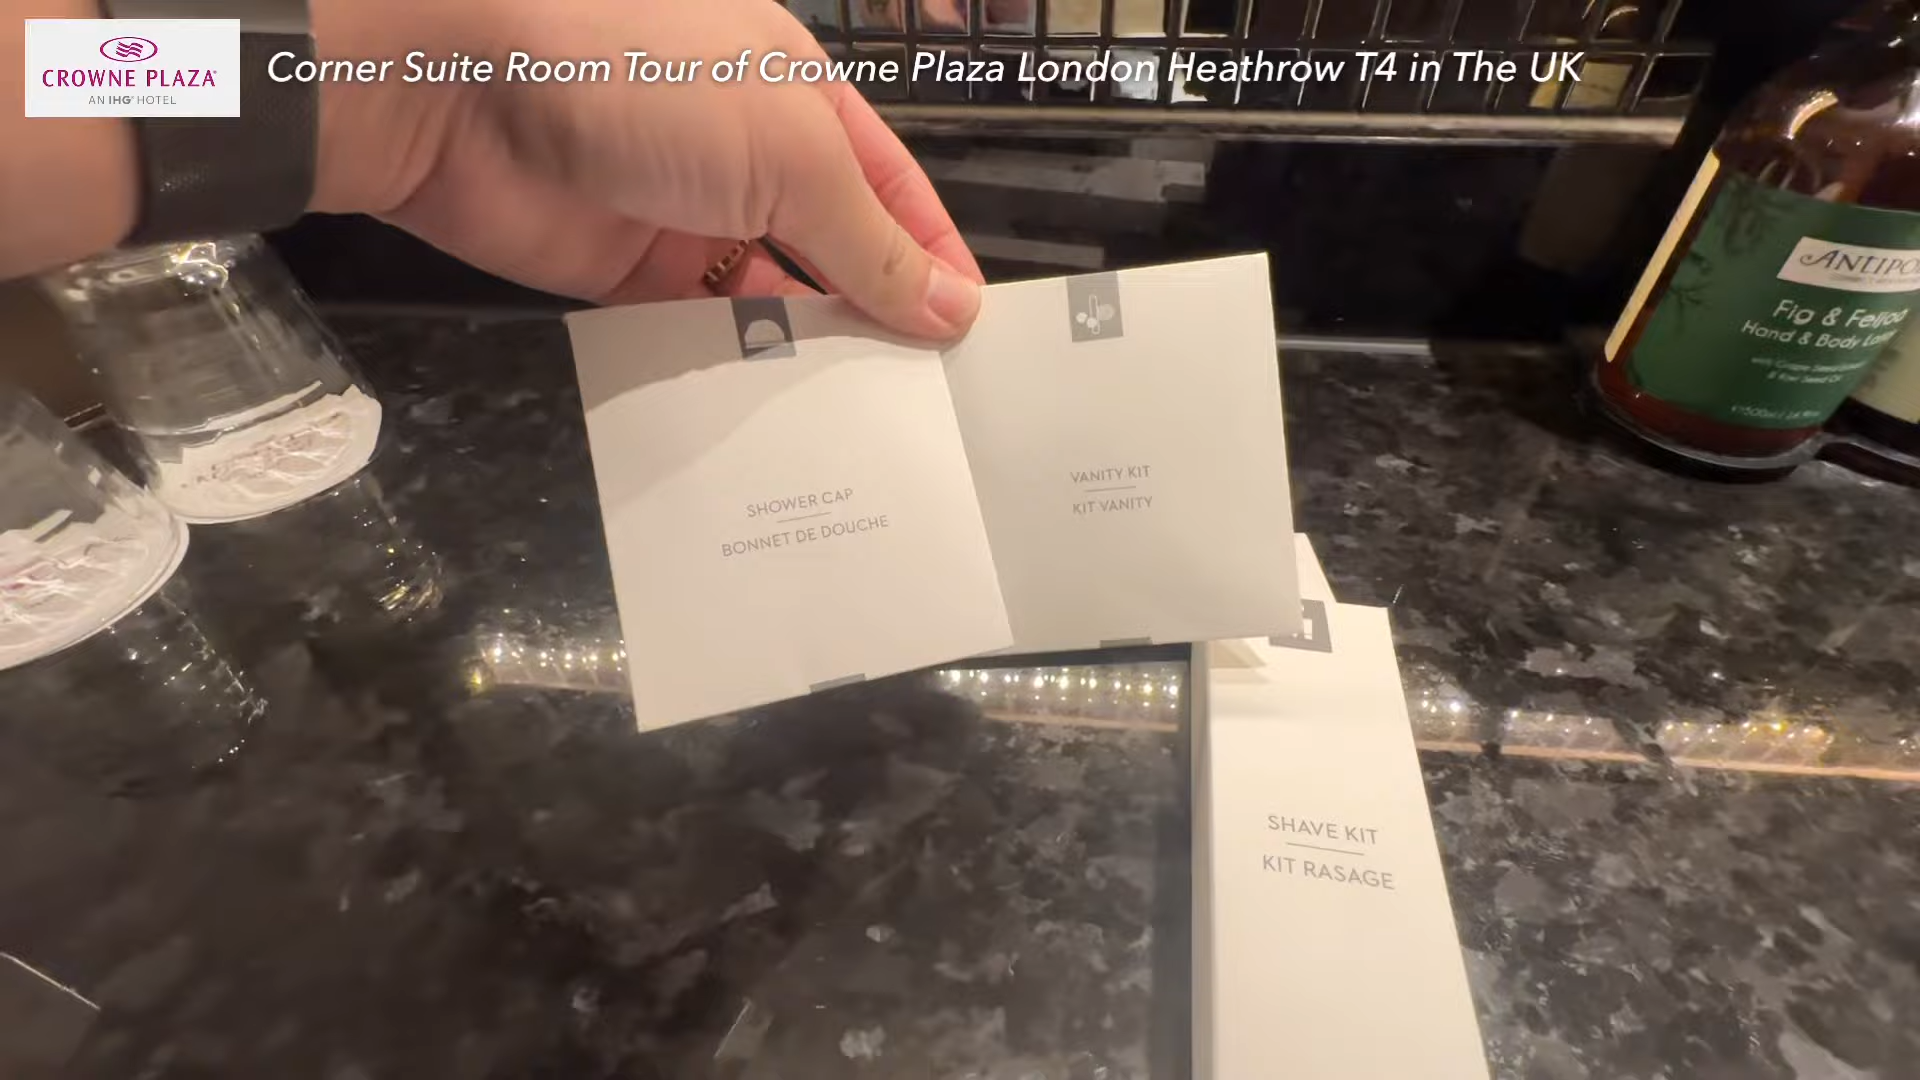 CROWNE PLAZA
AN IHG HOTEL
Corner Suite Room Tour of Crowne Plaza London Heathrow T4 in The UK
SHOWER CAP
BONNET DE DOUCHE
VANITY KIT
KIT VANITY
SHAVE KIT
KIT RASAGE
Fig & Feijoa
Hand & Body